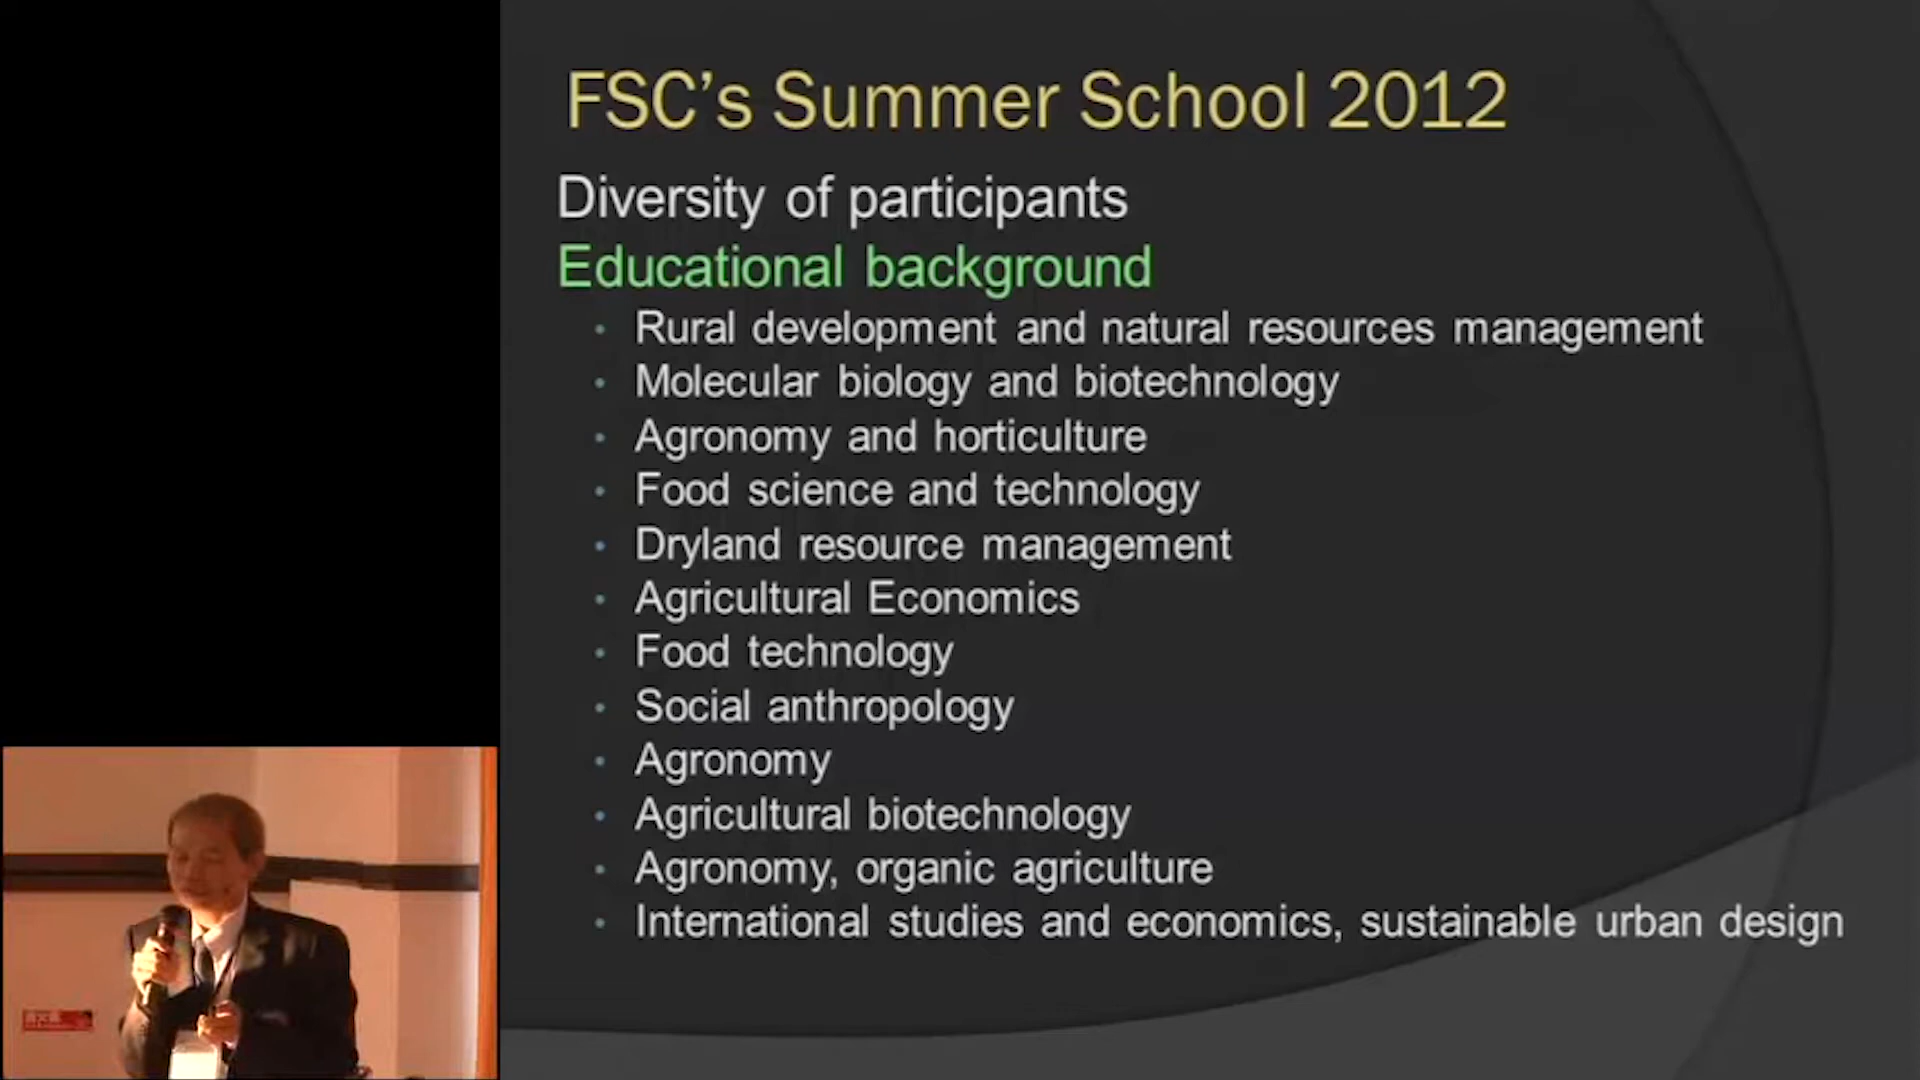 FSC's Summer School 2012
Diversity of participants
Educational background
• Rural development and natural resources management
• Molecular biology and biotechnology
• Agronomy and horticulture
• Food science and technology
• Dryland resource management
• Agricultural Economics
• Food technology
• Social anthropology
• Agronomy
• Agricultural biotechnology
• Agronomy, organic agriculture
• International studies and economics, sustainable urban design